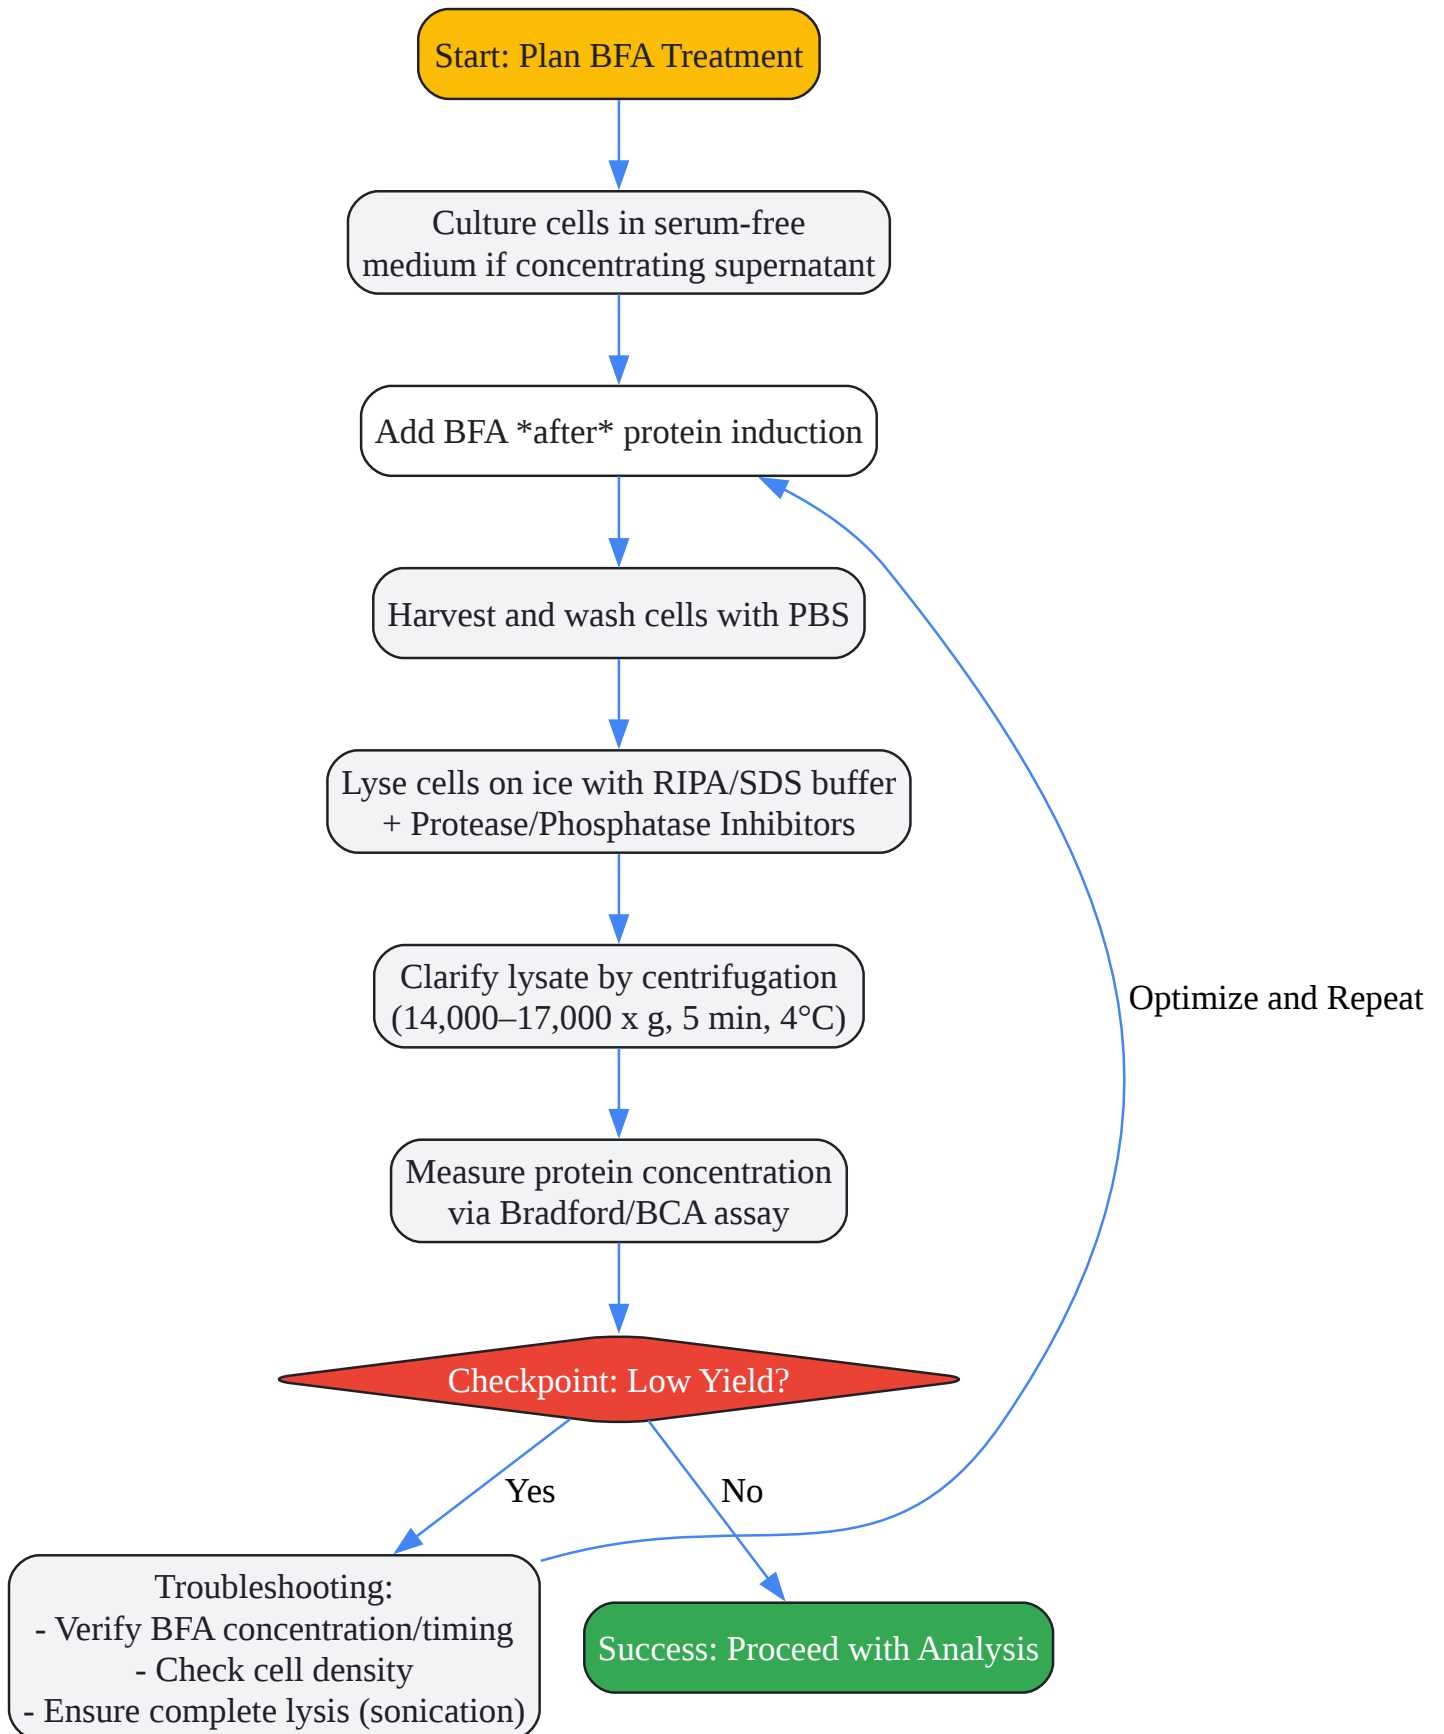 Start: Plan BFA Treatment
Culture cells in serum-free
medium if concentrating supernatant
Add BFA *after* protein induction
Harvest and wash cells with PBS
Lyse cells on ice with RIPA/SDS buffer
+ Protease/Phosphatase Inhibitors
Clarify lysate by centrifugation
(14,000–17,000 x g, 5 min, 4°C)
Optimize and Repeat
Measure protein concentration
via Bradford/BCA assay
Checkpoint: Low Yield?
Yes
No
Troubleshooting:
- Verify BFA concentration/timing
- Check cell density
- Ensure complete lysis (sonication)
Success: Proceed with Analysis